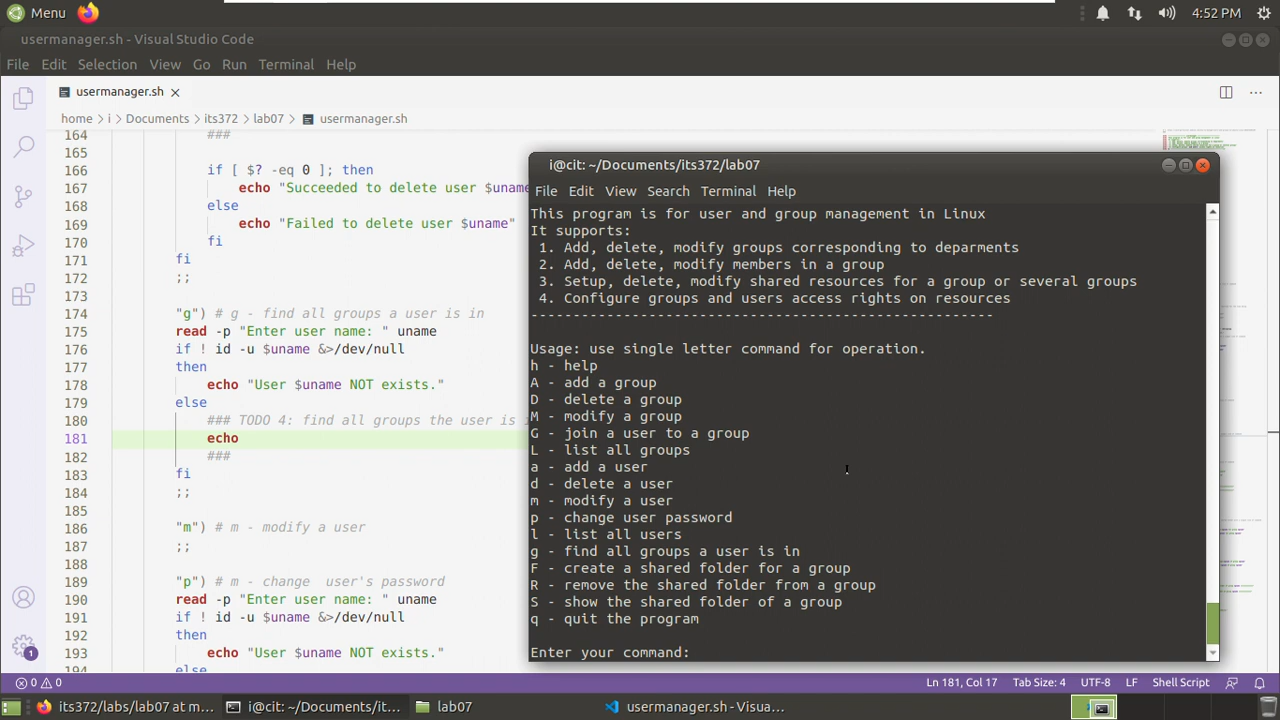 Menu
4:52 PM
usermanager.sh - Visual Studio Code
File Edit Selection View Go Run Terminal Help
usermanager.sh
home > i > Documents > its372 > lab07 > usermanager.sh
164 ###
165
166 if [ $? -eq 0 ]; then
167 echo "Succeeded to delete user $uname
168 else
169 echo "Failed to delete user $uname"
170 fi
171 fi
172 ;;
173
174 "g") # g - find all groups a user is in
175 read -p "Enter user name: " uname
176 if ! id -u $uname &>/dev/null
177 then
178 echo "User $uname NOT exists."
179 else
180 ### TODO 4: find all groups the user is
181 echo
182 ###
183 fi
184 ;;
185
186 "m") # m - modify a user
187 ;;
188
189 "p") # m - change  user's password
190 read -p "Enter user name: " uname
191 if ! id -u $uname &>/dev/null
192 then
193 echo "User $uname NOT exists."
else
i@cit: ~/Documents/its372/lab07
File Edit View Search Terminal Help
This program is for user and group management in Linux
It supports:
1. Add, delete, modify groups corresponding to deparments
2. Add, delete, modify members in a group
3. Setup, delete, modify shared resources for a group or several groups
4. Configure groups and users access rights on resources
-------------------------------------------------------
Usage: use single letter command for operation.
h - help
A - add a group
D - delete a group
M - modify a group
G - join a user to a group
L - list all groups
a - add a user
d - delete a user
m - modify a user
p - change user password
l - list all users
g - find all groups a user is in
F - create a shared folder for a group
R - remove the shared folder from a group
S - show the shared folder of a group
q - quit the program
Enter your command:
1
0 0
Ln 181, Col 17 Tab Size: 4 UTF-8 LF Shell Script
its372/labs/lab07 at m... i@cit: ~/Documents/it... lab07 usermanager.sh - Visua...